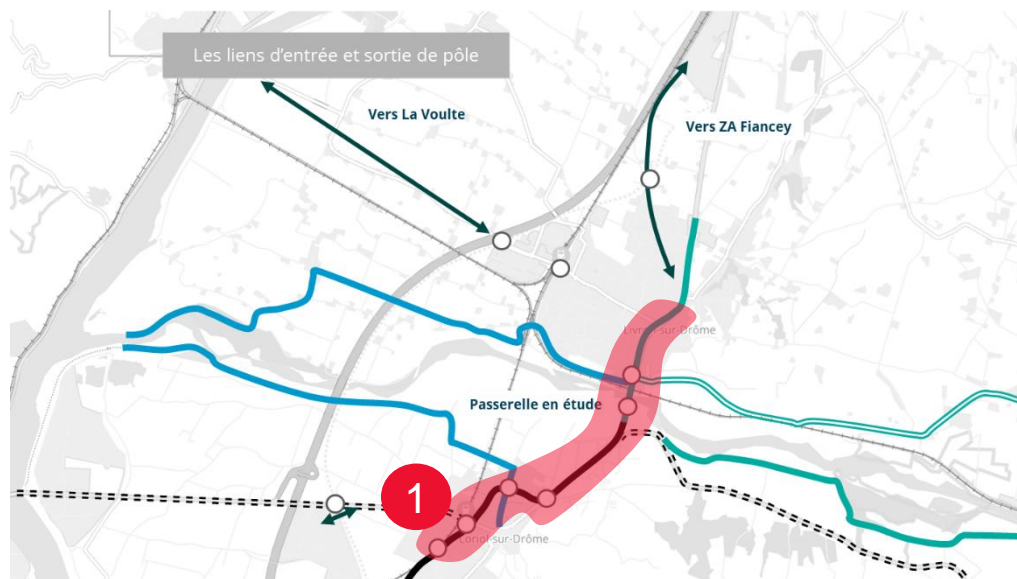 Les liens d'entrée et sortie de pôle
Vers La Voulte
Vers ZA Fiancey
Livron-sur-Drôme
Passerelle en étude
1
Loriol-sur-Drôme